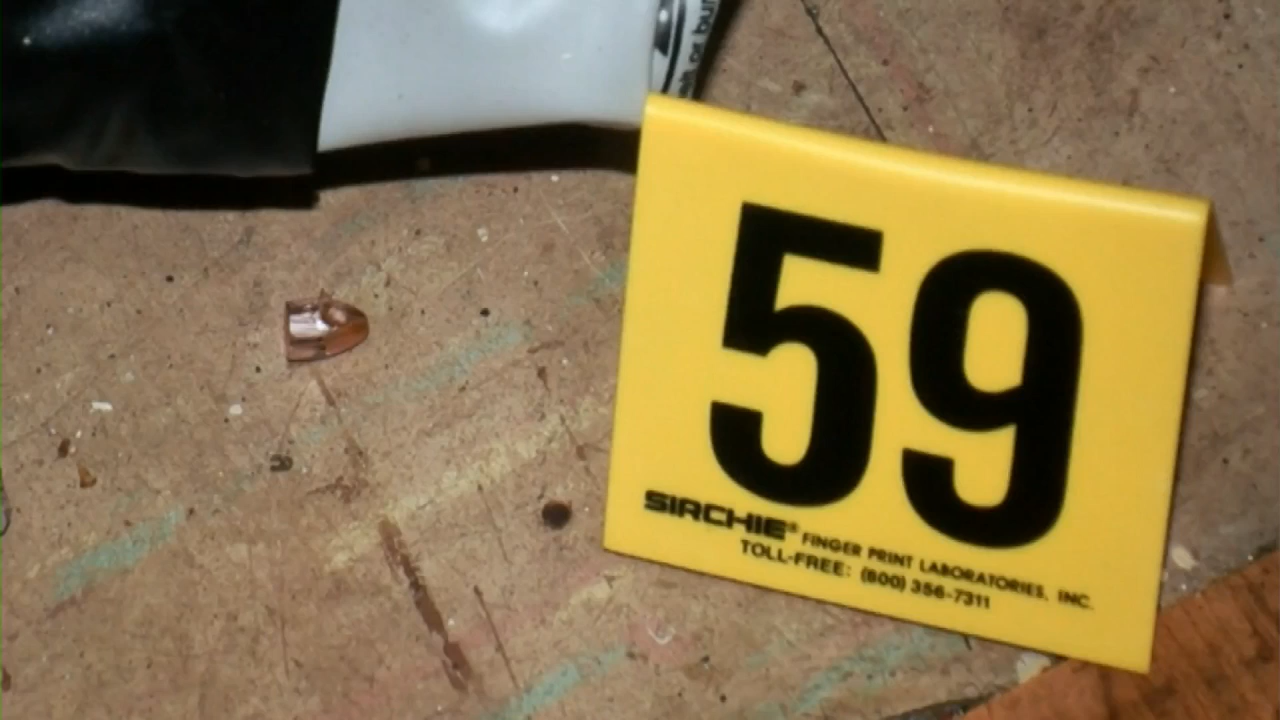 59
SIRCHIE® FINGER PRINT LABORATORIES, INC.
TOLL-FREE: (800) 356-7311